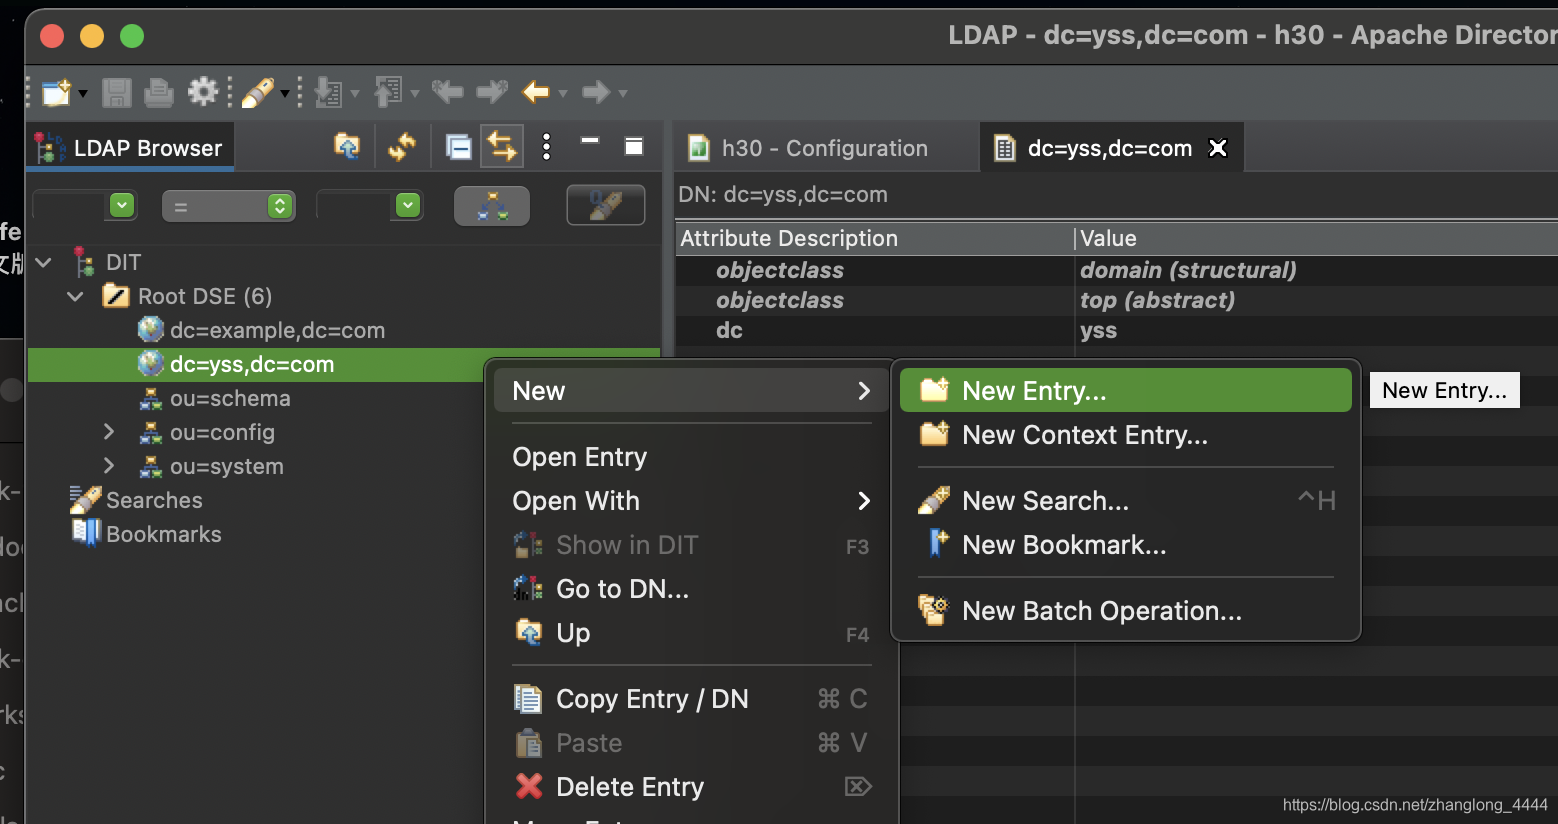 LDAP - dc=yss,dc=com - h30 - Apache Director
LDAP Browser
h30 - Configuration
dc=yss,dc=com
=
DN: dc=yss,dc=com
Attribute Description
Value
objectclass
domain (structural)
objectclass
top (abstract)
dc
yss
DIT
Root DSE (6)
dc=example,dc=com
dc=yss,dc=com
ou=schema
ou=config
ou=system
Searches
Bookmarks
New
Open Entry
Open With
Show in DIT F3
Go to DN...
Up F4
Copy Entry / DN ⌘ C
Paste ⌘ V
Delete Entry ⌦
New Entry...
New Context Entry...
New Search... ^H
New Bookmark...
New Batch Operation...
New Entry...
https://blog.csdn.net/zhanglong_4444